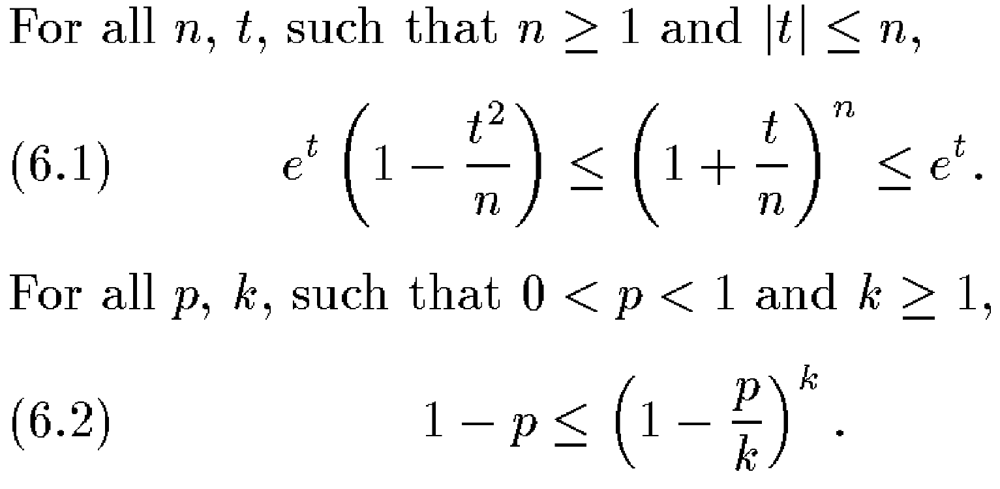 For all $n$, $t$, such that $n \geq 1$ and $|t| \leq n$,
(6.1) $e^t \left(1 - \frac{t^2}{n}\right) \leq \left(1 + \frac{t}{n}\right)^n \leq e^t.$
For all $p$, $k$, such that $0 < p < 1$ and $k \geq 1$,
(6.2) $1 - p \leq \left(1 - \frac{p}{k}\right)^k.$